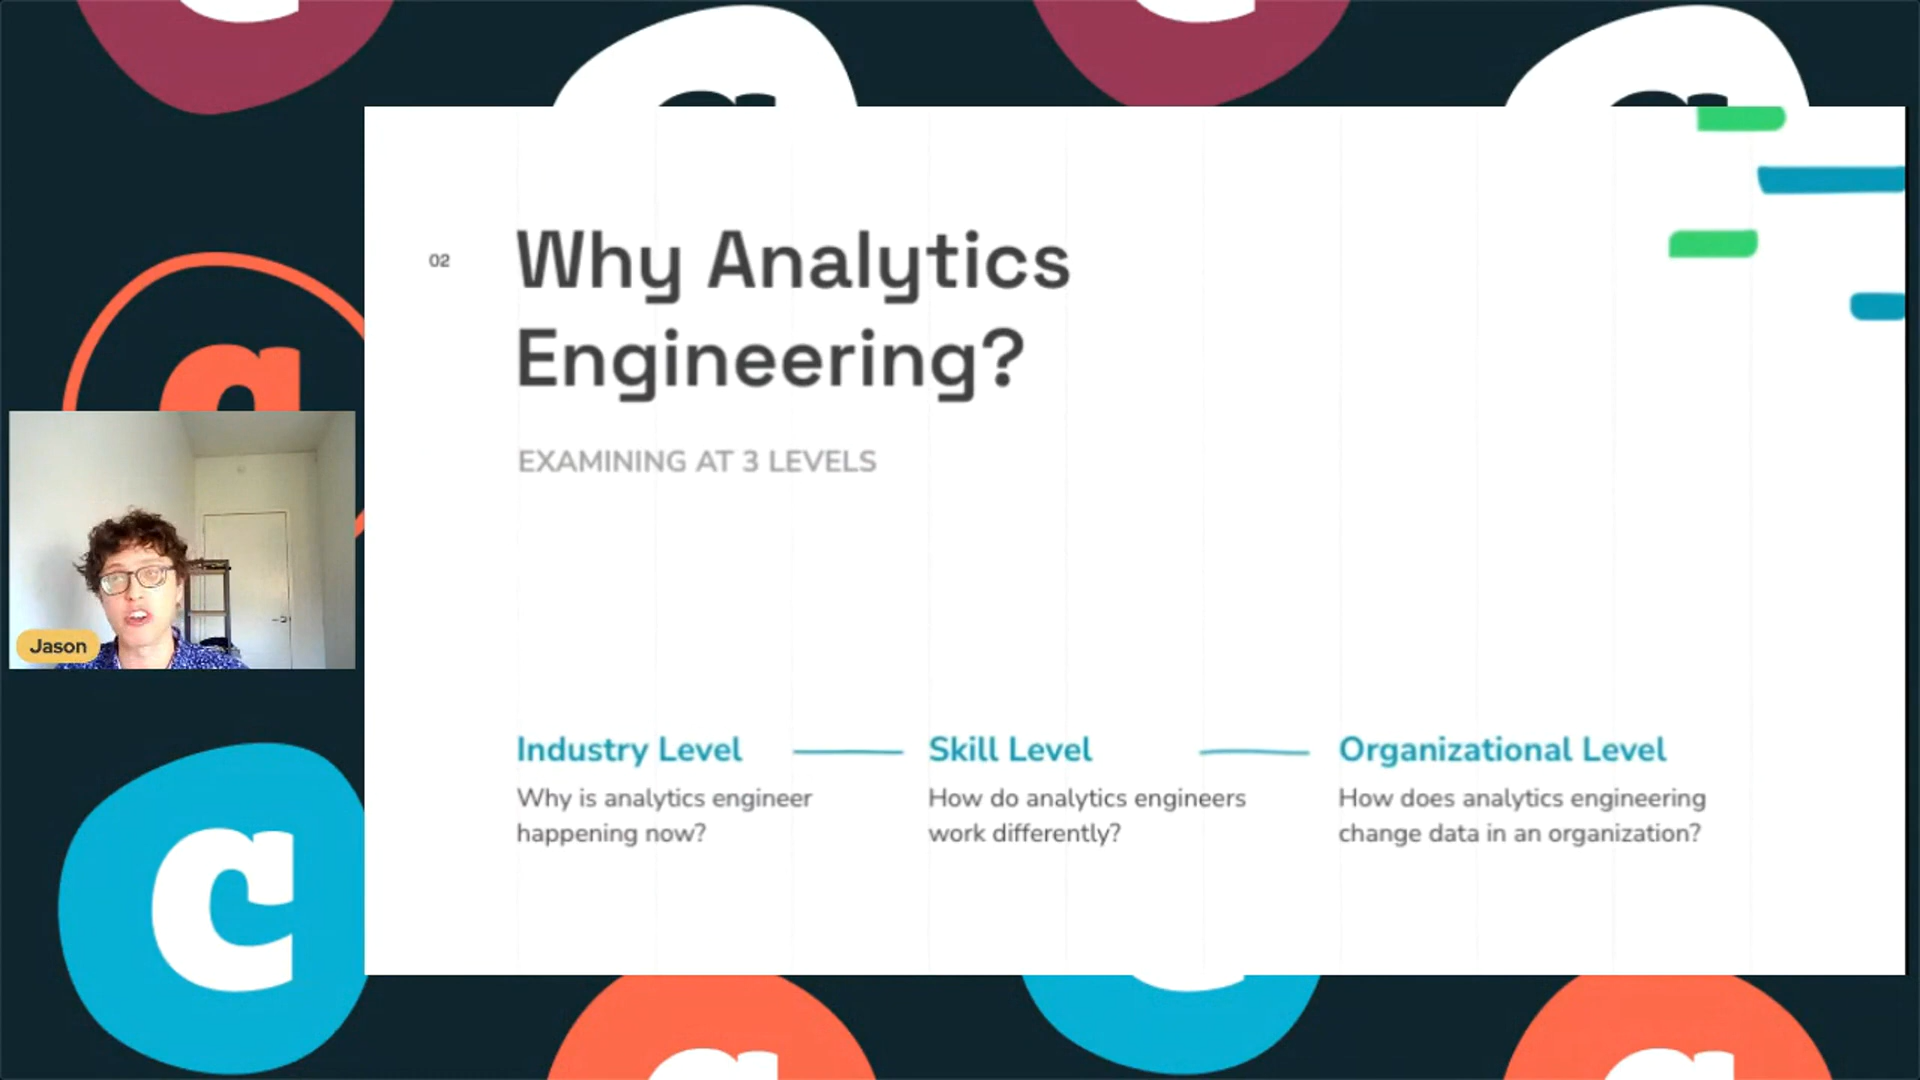 02
Why Analytics
Engineering?
EXAMINING AT 3 LEVELS
Jason
Industry Level
Why is analytics engineer
happening now?
Skill Level
How do analytics engineers
work differently?
Organizational Level
How does analytics engineering
change data in an organization?